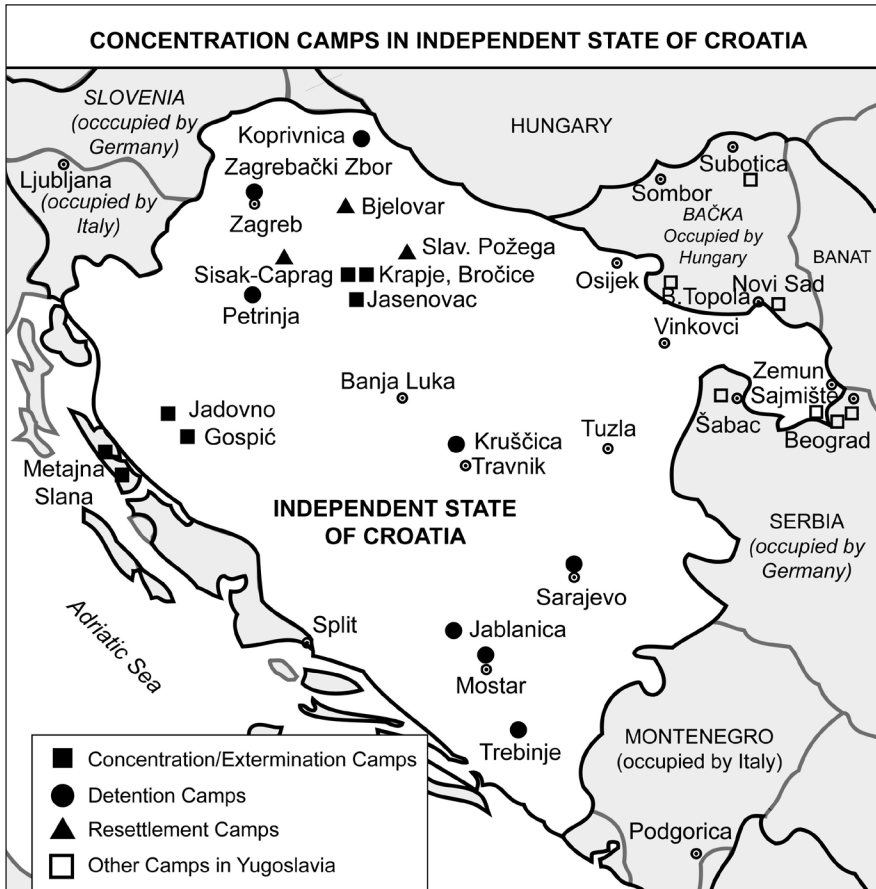 CONCENTRATION CAMPS IN INDEPENDENT STATE OF CROATIA
SLOVENIA
(occcupied by
Germany)
HUNGARY
Koprivnica
Zagrebački Zbor
Subotica
Ljubljana
(occupied by
Italy)
Sombor
Zagreb
Bjelovar
BAČKA
Occupied by
Hungary
BANAT
Slav. Požega
Sisak-Caprag
Krapje, Bročice
Osijek
Novi Sad
B.Topola
Jasenovac
Petrinja
Vinkovci
Zemun
Sajmište
Banja Luka
Šabac
Beograd
Jadovno
Gospić
Kruščica
Tuzla
Travnik
Metajna
Slana
INDEPENDENT STATE
OF CROATIA
SERBIA
(occupied by
Germany)
Sarajevo
Adriatic Sea
Split
Jablanica
Mostar
Trebinje
MONTENEGRO
(occupied by Italy)
Podgorica
Concentration/Extermination Camps
Detention Camps
Resettlement Camps
Other Camps in Yugoslavia